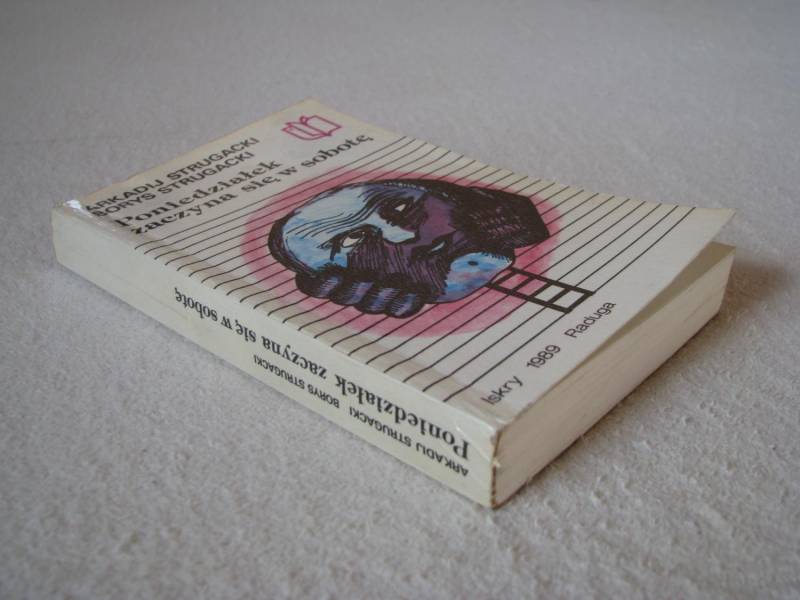 ARKADIJ STRUGACKI
BORYS STRUGACKI
Poniedziałek
zaczyna się w sobotę
Iskry 1989 Raduga
ARKADIJ STRUGACKI BORYS STRUGACKI
Poniedziałek zaczyna się w sobotę